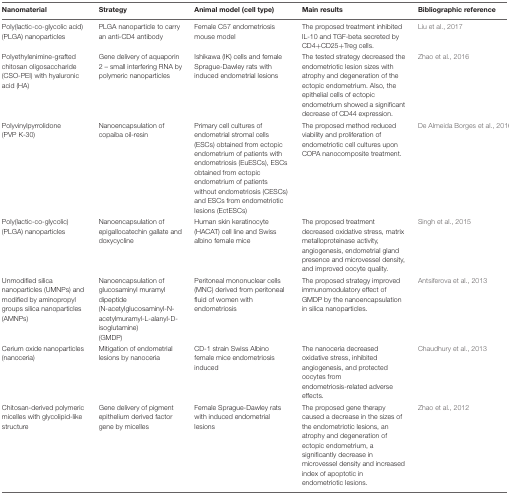 Nanomaterial | Strategy | Animal model (cell type) | Main results | Bibliographic reference
Poly(lactic-co-glycolic acid) (PLGA) nanoparticles | PLGA nanoparticle to carry an anti-CD4 antibody | Female C57 endometriosis mouse model | The proposed treatment inhibited IL-10 and TGF-beta secreted by CD4+CD25+Treg cells. | Liu et al., 2017
Polyethylenimine-grafted chitosan oligosaccharide (CSO-PEI) with hyaluronic acid (HA) | Gene delivery of aquaporin 2 – small interfering RNA by polymeric nanoparticles | Ishikawa (IK) cells and female Sprague-Dawley rats with induced endometrial lesions | The tested strategy decreased the endometriotic lesion sizes with atrophy and degeneration of the ectopic endometrium. Also, the epithelial cells of ectopic endometrium showed a significant decrease of CD44 expression. | Zhao et al., 2016
Polyvinylpyrrolidone (PVP K-30) | Nanoencapsulation of copaiba oil-resin | Primary cell cultures of endometrial stromal cells (ESCs) obtained from ectopic endometrium of patients with endometriosis (EuESCs), ESCs obtained from ectopic endometrium of patients without endometriosis (CESCs) and ESCs from endometriotic lesions (EctESCs) | The proposed method reduced viability and proliferation of endometriotic cell cultures upon COPA nanocomposite treatment. | De Almeida Borges et al., 2016
Poly(lactic-co-glycolic) (PLGA) nanoparticles | Nanoencapsulation of epigallocatechin gallate and doxycycline | Human skin keratinocyte (HACAT) cell line and Swiss albino female mice | The proposed treatment decreased oxidative stress, matrix metalloproteinase activity, angiogenesis, endometrial gland presence and microvessel density, and improved oocyte quality. | Singh et al., 2015
Unmodified silica nanoparticles (UMNPs) and modified by aminopropyl groups silica nanoparticles (AMNPs) | Nanoencapsulation of glucosaminyl muramyl dipeptide (N-acetylglucosaminyl-N-acetylmuramyl-L-alanyl-D-isoglutamine) (GMDP) | Peritoneal mononuclear cells (MNC) derived from peritoneal fluid of women with endometriosis | The proposed strategy improved immunomodulatory effect of GMDP by the nanoencapsulation in silica nanoparticles. | Antsiferova et al., 2013
Cerium oxide nanoparticles (nanoceria) | Mitigation of endometrial lesions by nanoceria | CD-1 strain Swiss Albino female mice endometriosis induced | The nanoceria decreased oxidative stress, inhibited angiogenesis, and protected oocytes from endometriosis-related adverse effects. | Chaudhury et al., 2013
Chitosan-derived polymeric micelles with glycolipid-like structure | Gene delivery of pigment epithelium derived factor gene by micelles | Female Sprague-Dawley rats with induced endometrial lesions | The proposed gene therapy caused a decrease in the sizes of the endometriotic lesions, an atrophy and degeneration of ectopic endometrium, a significantly decrease in microvessel density and increased index of apoptotic in endometriotic lesions. | Zhao et al., 2012